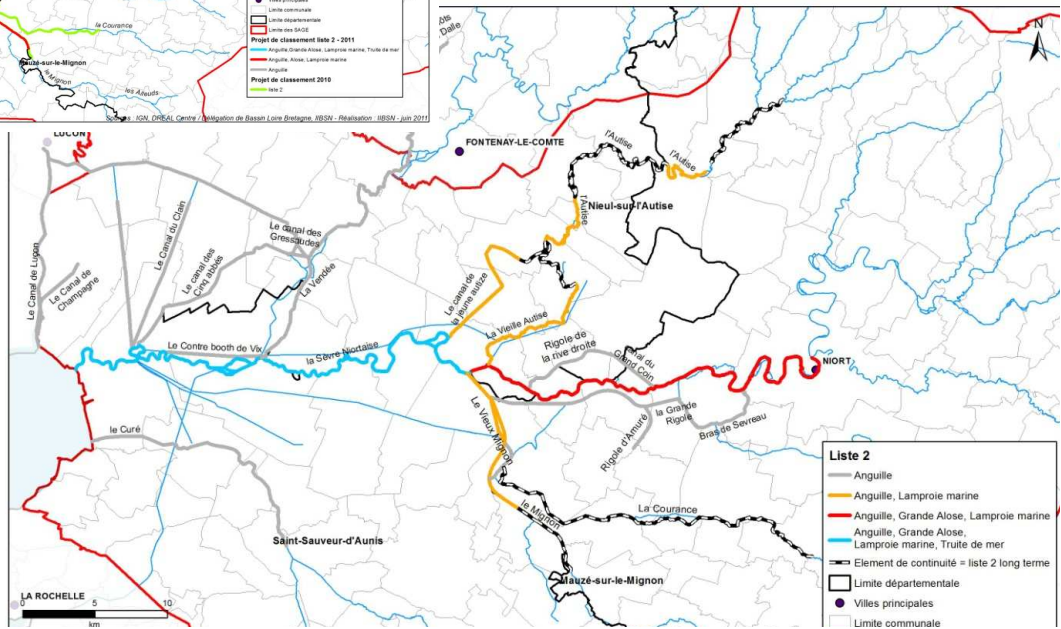 Villes principales
Limite communale
Limite départementale
Limite des SAGE
Projet de classement liste 2 - 2011
Anguille,Grande Alose, Lamproie marine, Truite de mer
Anguille, Alose, Lamproie marine
Anguille
Projet de classement 2010
liste 2
la Courance
Mauzé-sur-le-Mignon
le Mignon
les Alleuds
Sources : IGN, DREAL Centre / Délégation de Bassin Loire Bretagne, IIBSN - Réalisation : IIBSN - juin 2011
ôts
Dalle
N
LUCON
FONTENAY-LE-COMTE
l'Autise
l'Autise
Nieul-sur-l'Autise
l'Autise
Le canal des
Gressaudes
Le Canal du Clain
Le canal des
Cinq abbés
La Vendée
Le Canal de Luçon
Le Canal de
Champagne
Le canal de
la jeune autize
La Vieille Autise
Rigole de
la rive droite
Canal du
Grand Coin
Le Contre booth de Vix
la Sèvre Niortaise
NIORT
la Grande
Rigole
Bras de Sevreau
Rigole d'Amuré
Le Vieux Mignon
le Curé
le Mignon
La Courance
Saint-Sauveur-d'Aunis
Mauzé-sur-le-Mignon
LA ROCHELLE
0 5 10
km
Liste 2
Anguille
Anguille, Lamproie marine
Anguille, Grande Alose, Lamproie marine
Anguille, Grande Alose,
Lamproie marine, Truite de mer
Element de continuité = liste 2 long terme
Limite départementale
Villes principales
Limite communale